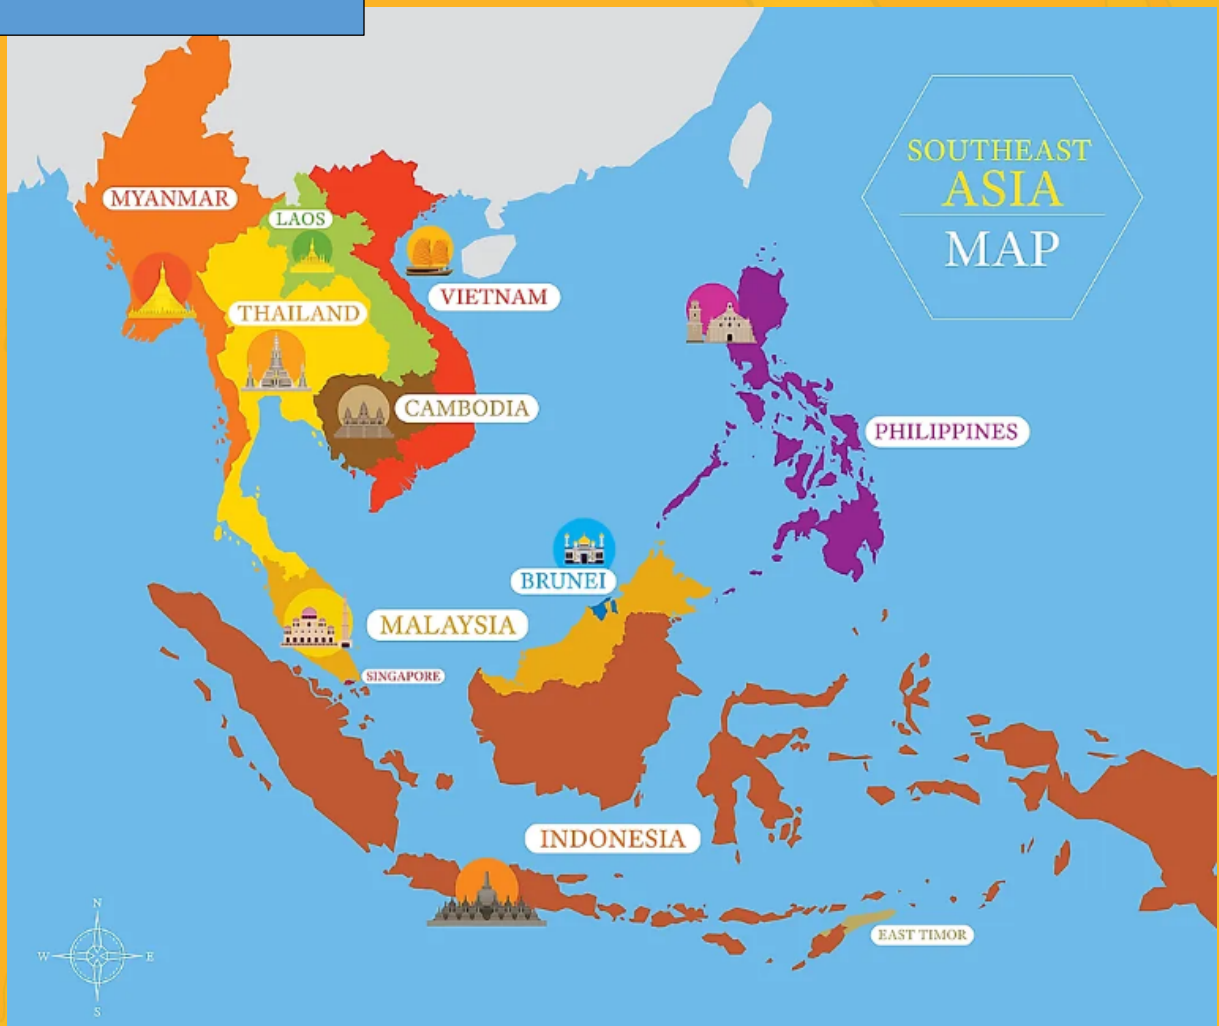 SOUTHEAST
ASIA
MAP
MYANMAR
LAOS
VIETNAM
THAILAND
CAMBODIA
PHILIPPINES
BRUNEI
MALAYSIA
SINGAPORE
INDONESIA
EAST TIMOR
N
W E
S